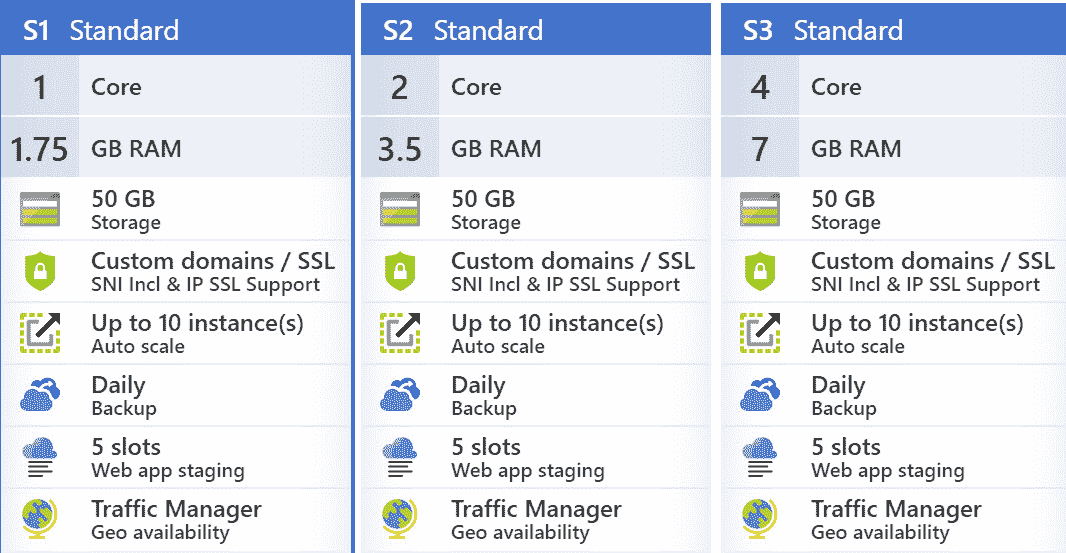 S1 Standard
1 Core
1.75 GB RAM
50 GB
Storage
Custom domains / SSL
SNI Incl & IP SSL Support
Up to 10 instance(s)
Auto scale
Daily
Backup
5 slots
Web app staging
Traffic Manager
Geo availability
S2 Standard
2 Core
3.5 GB RAM
50 GB
Storage
Custom domains / SSL
SNI Incl & IP SSL Support
Up to 10 instance(s)
Auto scale
Daily
Backup
5 slots
Web app staging
Traffic Manager
Geo availability
S3 Standard
4 Core
7 GB RAM
50 GB
Storage
Custom domains / SSL
SNI Incl & IP SSL Support
Up to 10 instance(s)
Auto scale
Daily
Backup
5 slots
Web app staging
Traffic Manager
Geo availability